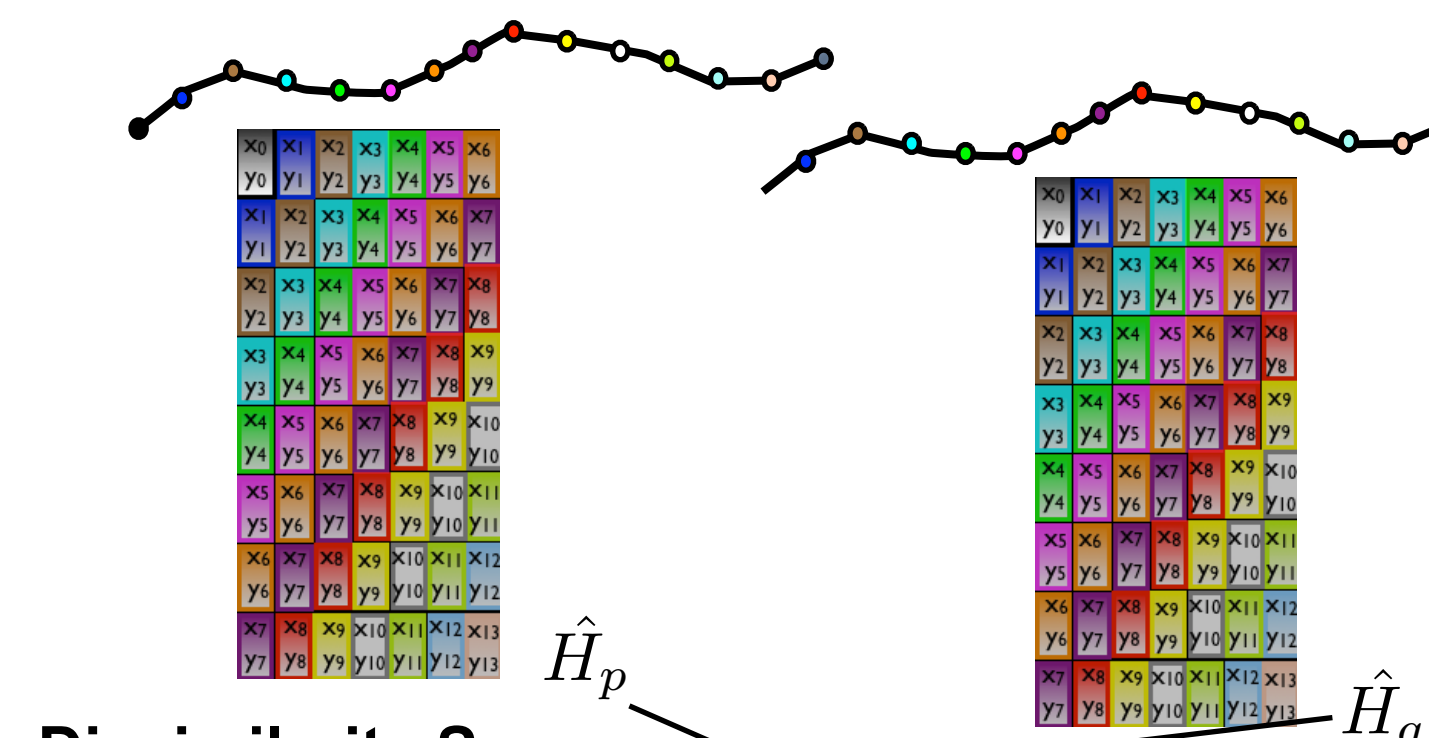 x0 x1 x2 x3 x4 x5 x6
y0 y1 y2 y3 y4 y5 y6
x1 x2 x3 x4 x5 x6 x7
y1 y2 y3 y4 y5 y6 y7
x2 x3 x4 x5 x6 x7 x8
y2 y3 y4 y5 y6 y7 y8
x3 x4 x5 x6 x7 x8 x9
y3 y4 y5 y6 y7 y8 y9
x4 x5 x6 x7 x8 x9 x10
y4 y5 y6 y7 y8 y9 y10
x5 x6 x7 x8 x9 x10 x11
y5 y6 y7 y8 y9 y10 y11
x6 x7 x8 x9 x10 x11 x12
y6 y7 y8 y9 y10 y11 y12
x7 x8 x9 x10 x11 x12 x13
y7 y8 y9 y10 y11 y12 y13
Ĥp
x0 x1 x2 x3 x4 x5 x6
y0 y1 y2 y3 y4 y5 y6
x1 x2 x3 x4 x5 x6 x7
y1 y2 y3 y4 y5 y6 y7
x2 x3 x4 x5 x6 x7 x8
y2 y3 y4 y5 y6 y7 y8
x3 x4 x5 x6 x7 x8 x9
y3 y4 y5 y6 y7 y8 y9
x4 x5 x6 x7 x8 x9 x10
y4 y5 y6 y7 y8 y9 y10
x5 x6 x7 x8 x9 x10 x11
y5 y6 y7 y8 y9 y10 y11
x6 x7 x8 x9 x10 x11 x12
y6 y7 y8 y9 y10 y11 y12
x7 x8 x9 x10 x11 x12 x13
y7 y8 y9 y10 y11 y12 y13
Ĥq